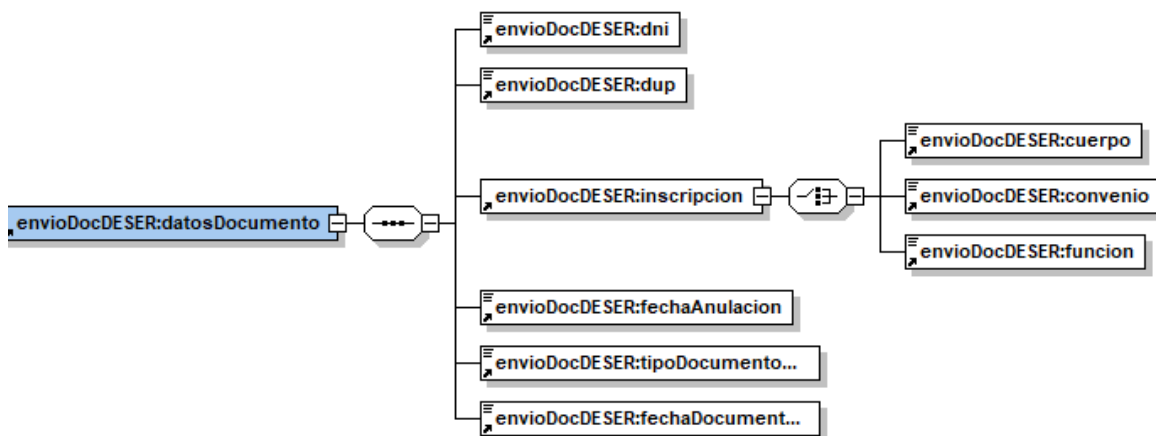 envioDocDESER:dni
envioDocDESER:dup
envioDocDESER:cuerpo
envioDocDESER:inscripcion
envioDocDESER:convenio
envioDocDESER:datosDocumento
envioDocDESER:funcion
envioDocDESER:fechaAnulacion
envioDocDESER:tipoDocumento...
envioDocDESER:fechaDocument...